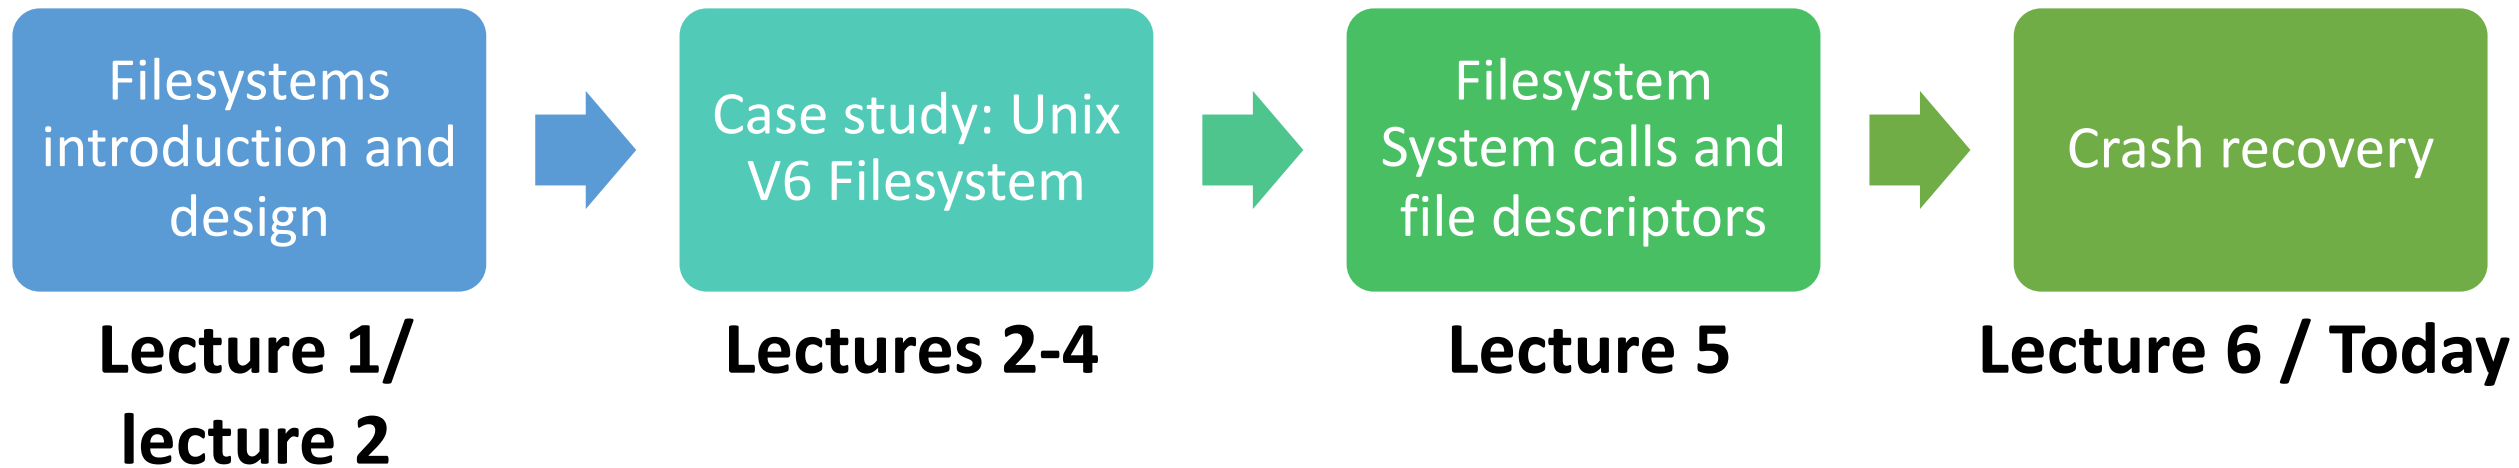 Filesystems
introduction and
design
Case study: Unix
V6 Filesystem
Filesystem
System calls and
file descriptors
Crash recovery
Lecture 1/
lecture 2
Lectures 2-4
Lecture 5
Lecture 6 / Today